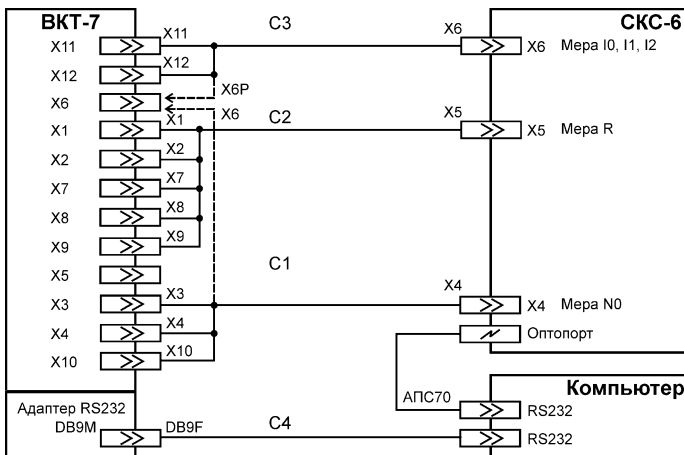 ВКТ-7 СКС-6
X11 X11 C3 X6 X6 Мера I0, I1, I2
X12 X12
X6 X6P
X6
X1 X1 C2 X5 X5 Мера R
X2 X2
X7 X7
X8 X8
X9 X9
X5 C1
X3 X3 X4 X4 Мера N0
X4 X4 Оптопорт
X10 X10
Компьютер
Адаптер RS232 АПС70 RS232
DB9M DB9F C4 RS232